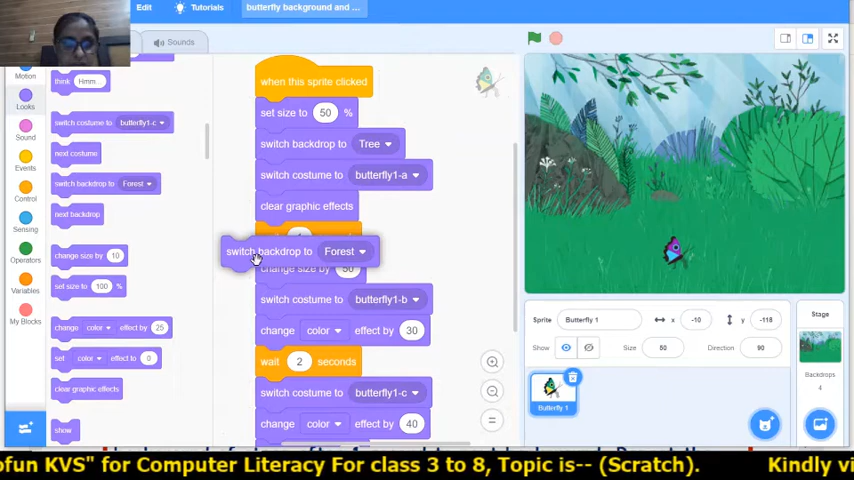 Edit Tutorials butterfly background and ...
Sounds
Motion
Looks
Sound
Events
Control
Sensing
Operators
Variables
My Blocks
think Hmm...
switch costume to butterfly1-c
next costume
switch backdrop to Forest
next backdrop
change size by 10
set size to 100 %
change color effect by 25
set color effect to 0
clear graphic effects
show
when this sprite clicked
set size to 50 %
switch backdrop to Tree
switch costume to butterfly1-a
clear graphic effects
switch backdrop to Forest
change size by 50
switch costume to butterfly1-b
change color effect by 30
wait 2 seconds
switch costume to butterfly1-c
change color effect by 40
Sprite Butterfly 1 x -10 y -118
Show Size 50 Direction 90
Butterfly 1
Stage
Backdrops
4
ofun KVS" for Computer Literacy For class 3 to 8, Topic is-- (Scratch). Kindly vi